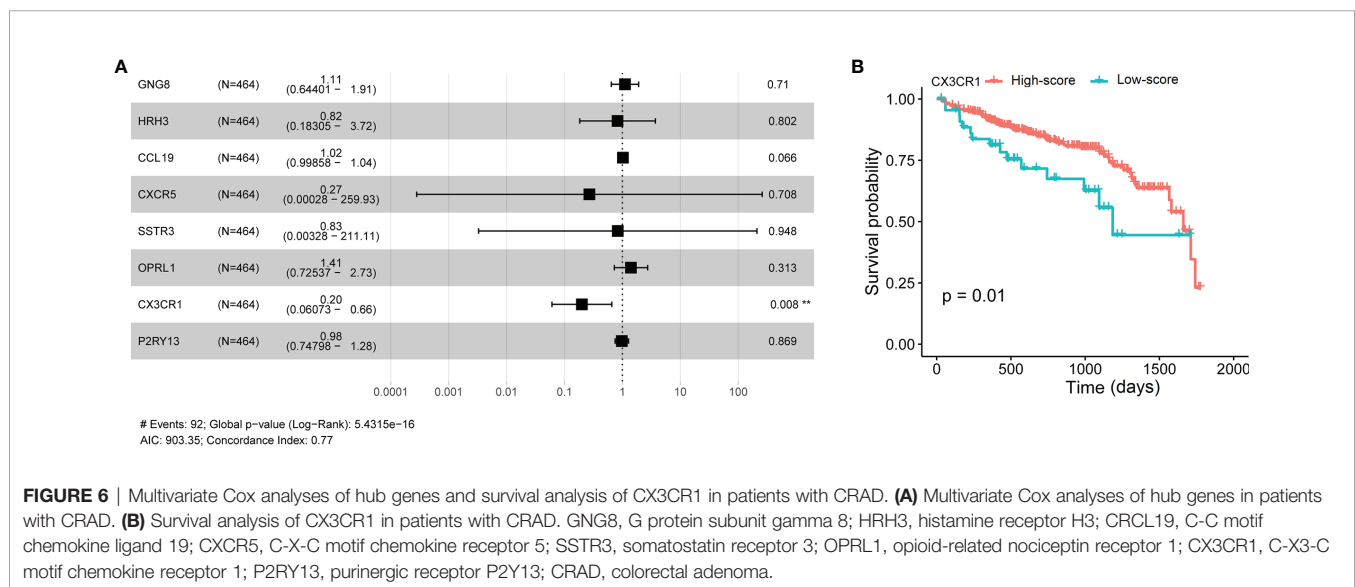 A
GNG8 (N=464) 1.11 (0.64401 − 1.91) 0.71
HRH3 (N=464) 0.82 (0.18305 − 3.72) 0.802
CCL19 (N=464) 1.02 (0.99858 − 1.04) 0.066
CXCR5 (N=464) 0.27 (0.00028 − 259.93) 0.708
SSTR3 (N=464) 0.83 (0.00328 − 211.11) 0.948
OPRL1 (N=464) 1.41 (0.72537 − 2.73) 0.313
CX3CR1 (N=464) 0.20 (0.06073 − 0.66) 0.008 **
P2RY13 (N=464) 0.98 (0.74798 − 1.28) 0.869
0.0001 0.001 0.01 0.1 1 10 100
# Events: 92; Global p−value (Log−Rank): 5.4315e−16
AIC: 903.35; Concordance Index: 0.77
B
CX3CR1 High-score Low-score
Survival probability
1.00
0.75
0.50
0.25
0.00
p = 0.01
0 500 1000 1500 2000
Time (days)
FIGURE 6 | Multivariate Cox analyses of hub genes and survival analysis of CX3CR1 in patients with CRAD. (A) Multivariate Cox analyses of hub genes in patients
with CRAD. (B) Survival analysis of CX3CR1 in patients with CRAD. GNG8, G protein subunit gamma 8; HRH3, histamine receptor H3; CRCL19, C-C motif
chemokine ligand 19; CXCR5, C-X-C motif chemokine receptor 5; SSTR3, somatostatin receptor 3; OPRL1, opioid-related nociceptin receptor 1; CX3CR1, C-X3-C
motif chemokine receptor 1; P2RY13, purinergic receptor P2Y13; CRAD, colorectal adenoma.